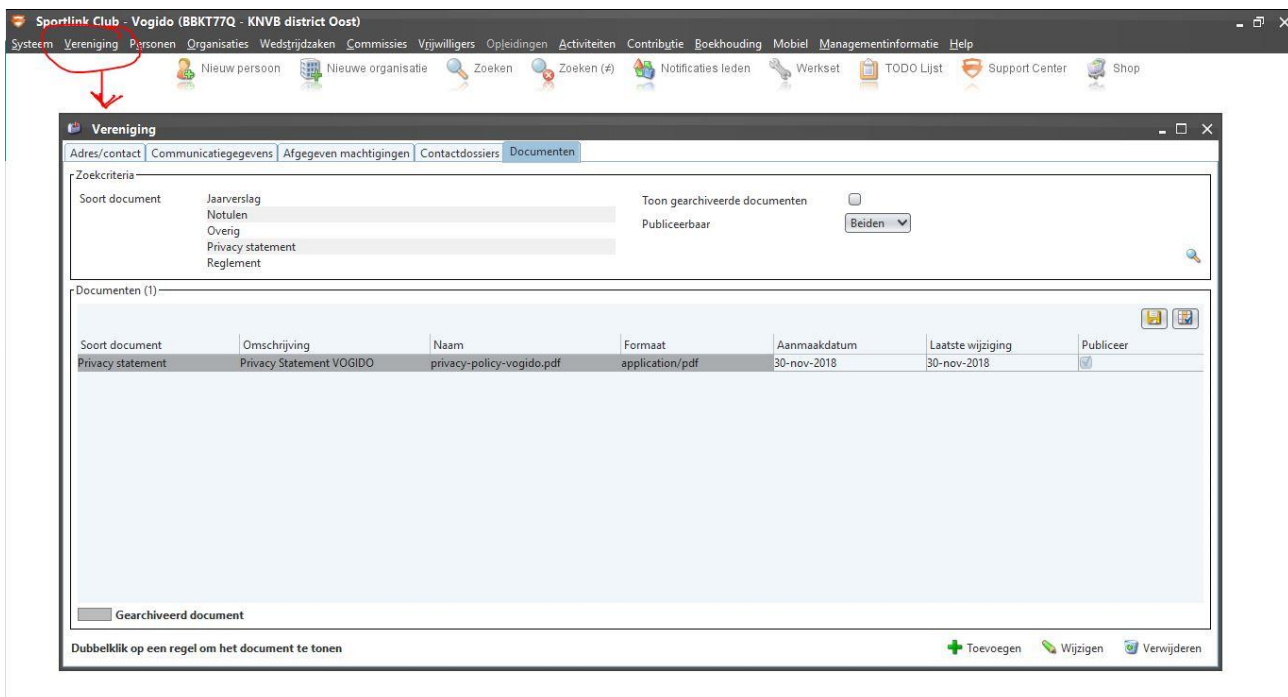 Sportlink Club - Vogido (BBKT77Q - KNVB district Oost)
Systeem Vereniging Personen Organisaties Wedstrijdzaken Commissies Vrijwilligers Opleidingen Activiteiten Contributie Boekhouding Mobiel Managementinformatie Help
Nieuw persoon Nieuwe organisatie Zoeken Zoeken (≠) Notificaties leden Werkset TODO Lijst Support Center Shop
Vereniging
Adres/contact Communicatiegegevens Afgegeven machtigingen Contactdossiers Documenten
Zoekcriteria
Soort document Jaarverslag Toon gearchiveerde documenten
Notulen
Publiceerbaar Beiden
Overig
Privacy statement
Reglement
Documenten (1)
Soort document Omschrijving Naam Formaat Aanmaakdatum Laatste wijziging Publiceer
Privacy statement Privacy Statement VOGIDO privacy-policy-vogido.pdf application/pdf 30-nov-2018 30-nov-2018
Gearchiveerd document
Dubbelklik op een regel om het document te tonen Toevoegen Wijzigen Verwijderen